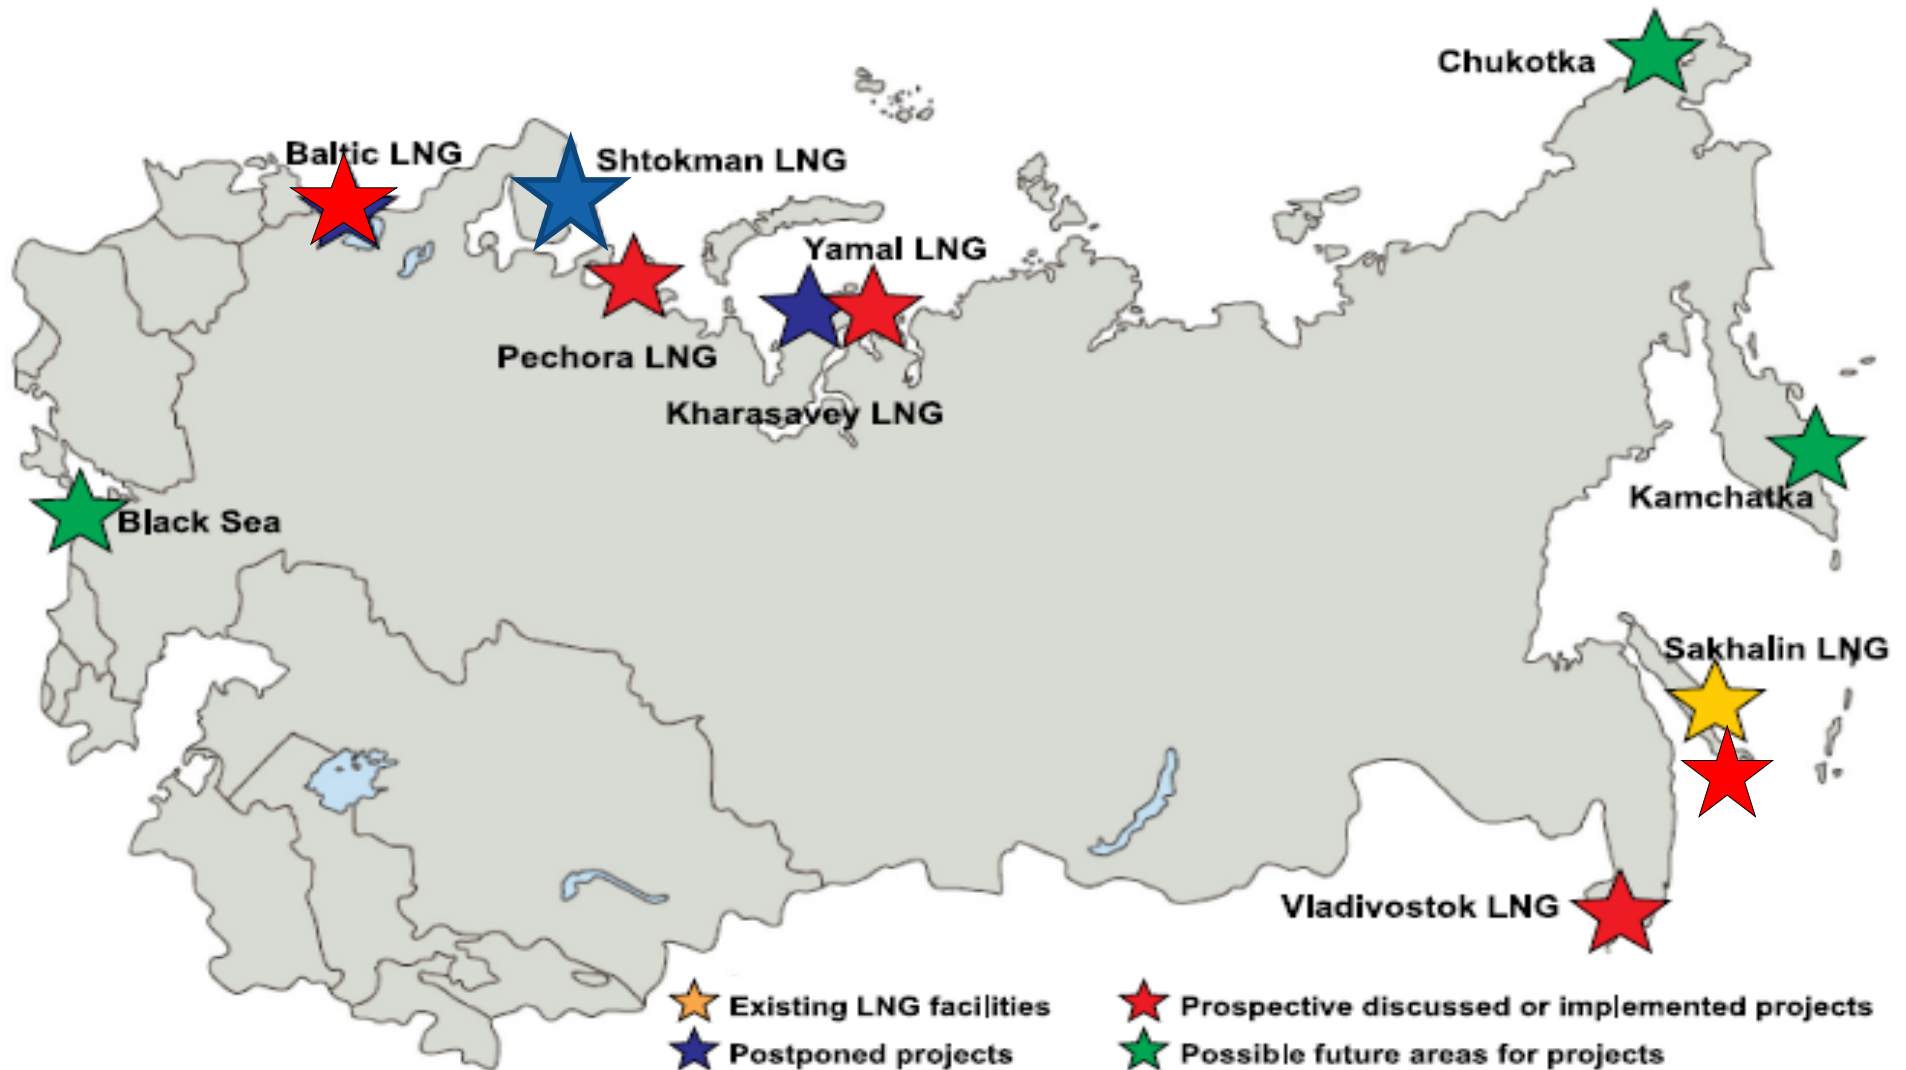 Chukotka
Baltic LNG
Shtokman LNG
Yamal LNG
Pechora LNG
Kharasavey LNG
Kamchatka
Black Sea
Sakhalin LNG
Vladivostok LNG
Existing LNG facilities
Prospective discussed or implemented projects
Postponed projects
Possible future areas for projects